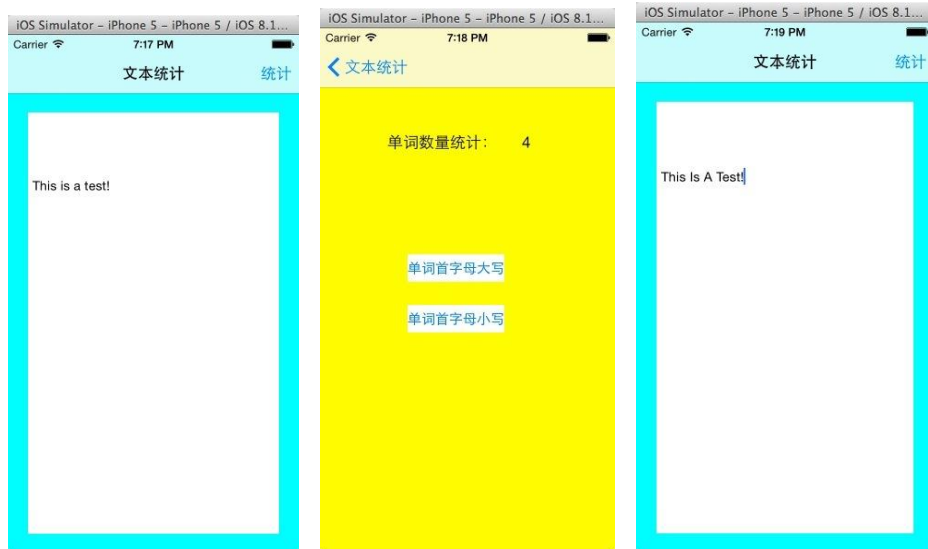 iOS Simulator – iPhone 5 – iPhone 5 / iOS 8.1...
Carrier 7:17 PM
文本统计 统计
This is a test!
iOS Simulator – iPhone 5 – iPhone 5 / iOS 8.1...
Carrier 7:18 PM
文本统计
单词数量统计: 4
单词首字母大写
单词首字母小写
iOS Simulator – iPhone 5 – iPhone 5 / iOS 8.1...
Carrier 7:19 PM
文本统计 统计
This Is A Test!